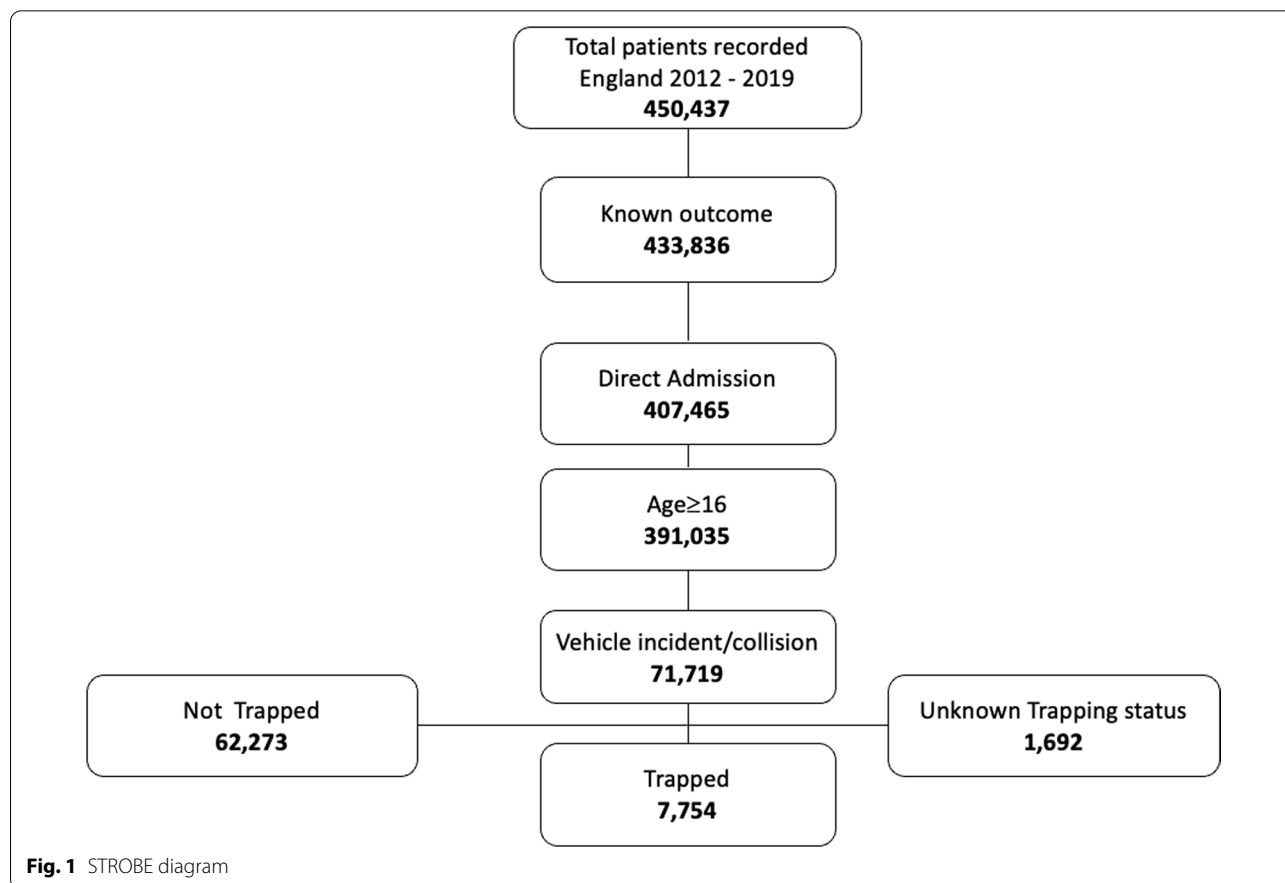 Total patients recorded
England 2012 - 2019
450,437
Known outcome
433,836
Direct Admission
407,465
Age≥16
391,035
Vehicle incident/collision
71,719
Not Trapped
62,273
Unknown Trapping status
1,692
Trapped
7,754
Fig. 1 STROBE diagram